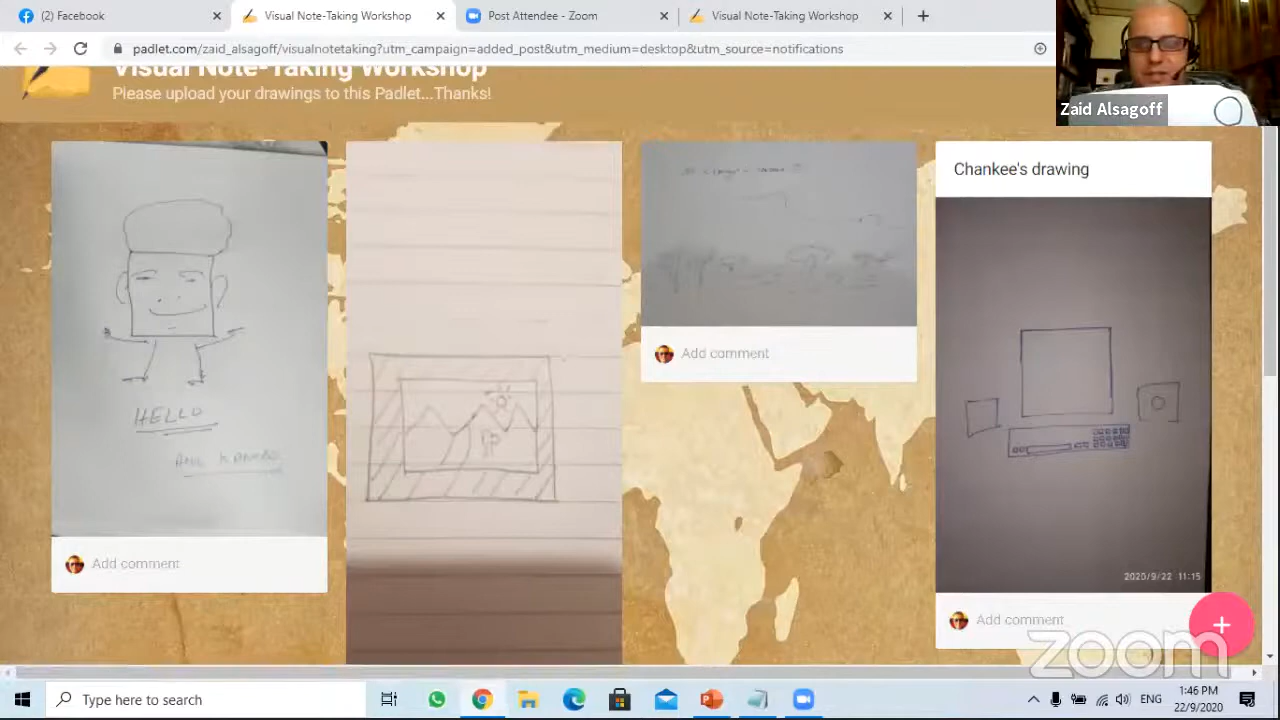 (2) Facebook
Visual Note-Taking Workshop
Post Attendee - Zoom
Visual Note-Taking Workshop
padlet.com/zaid_alsagoff/visualnotetaking?utm_campaign=added_post&utm_medium=desktop&utm_source=notifications
Visual Note-Taking Workshop
Please upload your drawings to this Padlet...Thanks!
Zaid Alsagoff
HELLO
Add comment
Add comment
Chankee's drawing
2020/9/22 11:15
Add comment
zoom
Type here to search
ENG
1:46 PM
22/9/2020